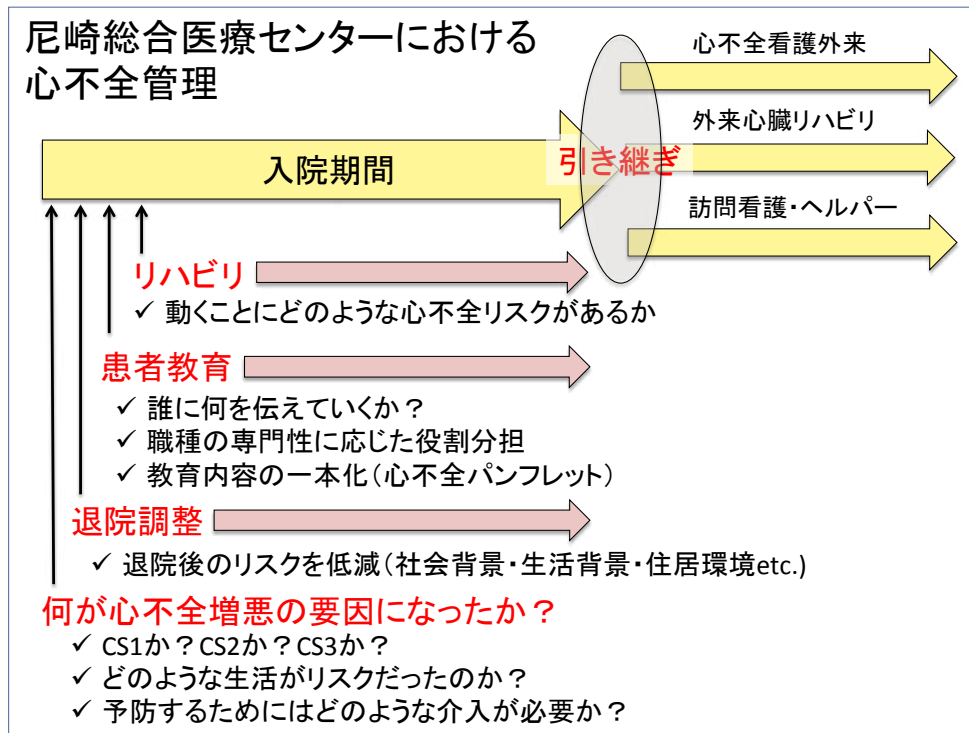 尼崎総合医療センターにおける
心不全管理
心不全看護外来
外来心臓リハビリ
訪問看護・ヘルパー
入院期間
引き継ぎ
リハビリ
✓ 動くことにどのような心不全リスクがあるか
患者教育
✓ 誰に何を伝えていくか？
✓ 職種の専門性に応じた役割分担
✓ 教育内容の一本化（心不全パンフレット）
退院調整
✓ 退院後のリスクを低減（社会背景・生活背景・住居環境etc.)
何が心不全増悪の要因になったか？
✓ CS1か？CS2か？CS3か？
✓ どのような生活がリスクだったのか？
✓ 予防するためにはどのような介入が必要か？